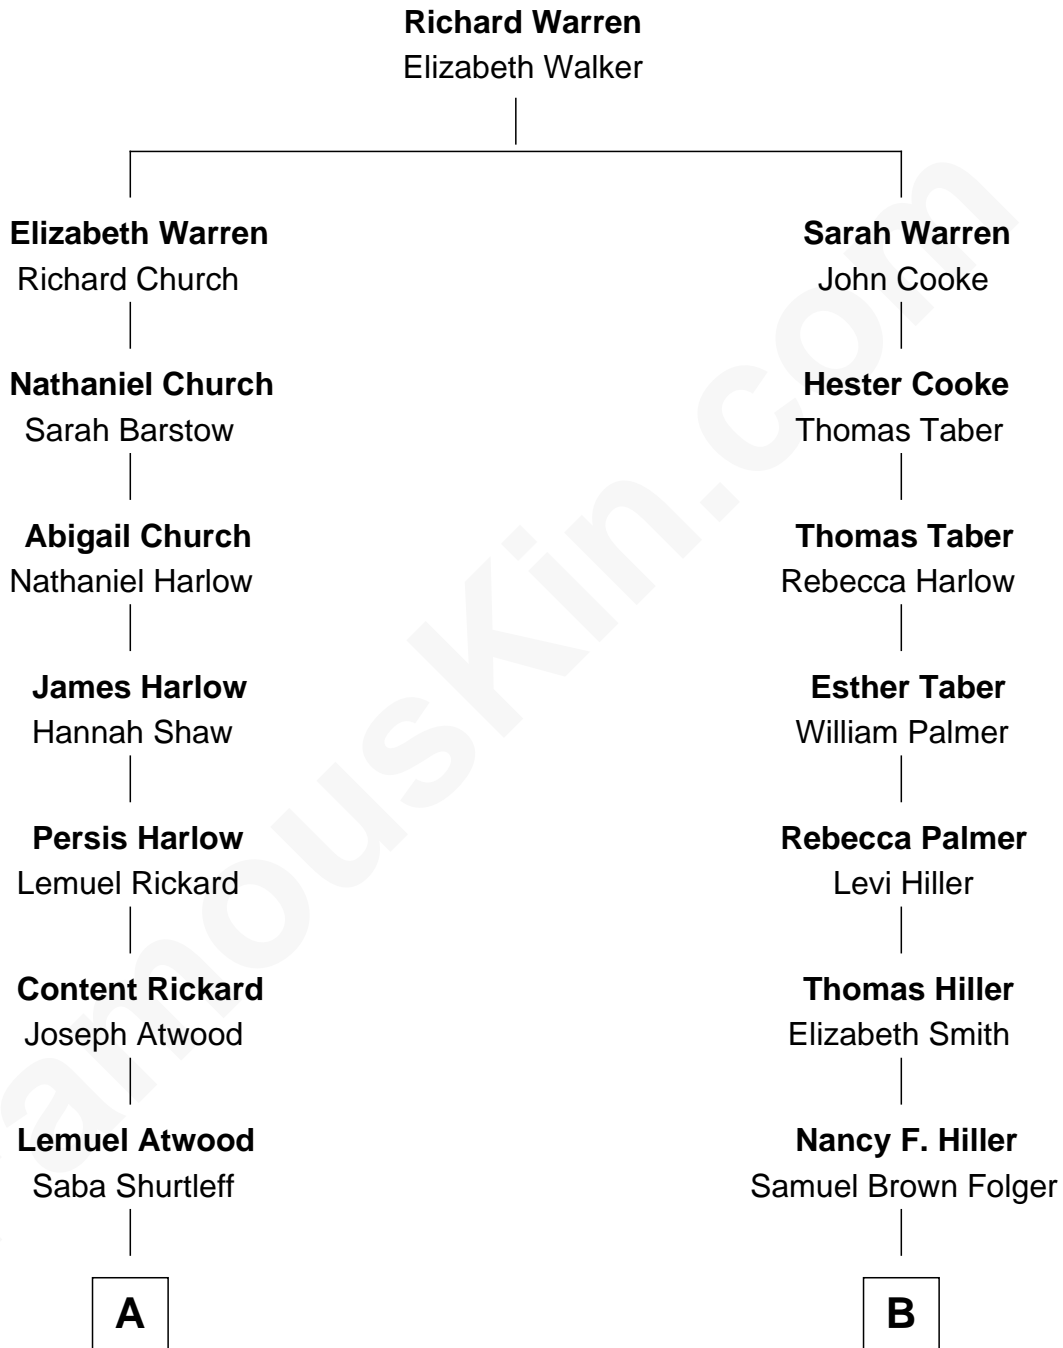 Richard Warren
Elizabeth Walker
Elizabeth Warren
Richard Church
Nathaniel Church
Sarah Barstow
Abigail Church
Nathaniel Harlow
James Harlow
Hannah Shaw
Persis Harlow
Lemuel Rickard
Content Rickard
Joseph Atwood
Lemuel Atwood
Saba Shurtleff
A
Sarah Warren
John Cooke
Hester Cooke
Thomas Taber
Thomas Taber
Rebecca Harlow
Esther Taber
William Palmer
Rebecca Palmer
Levi Hiller
Thomas Hiller
Elizabeth Smith
Nancy F. Hiller
Samuel Brown Folger
B
amouskin.com